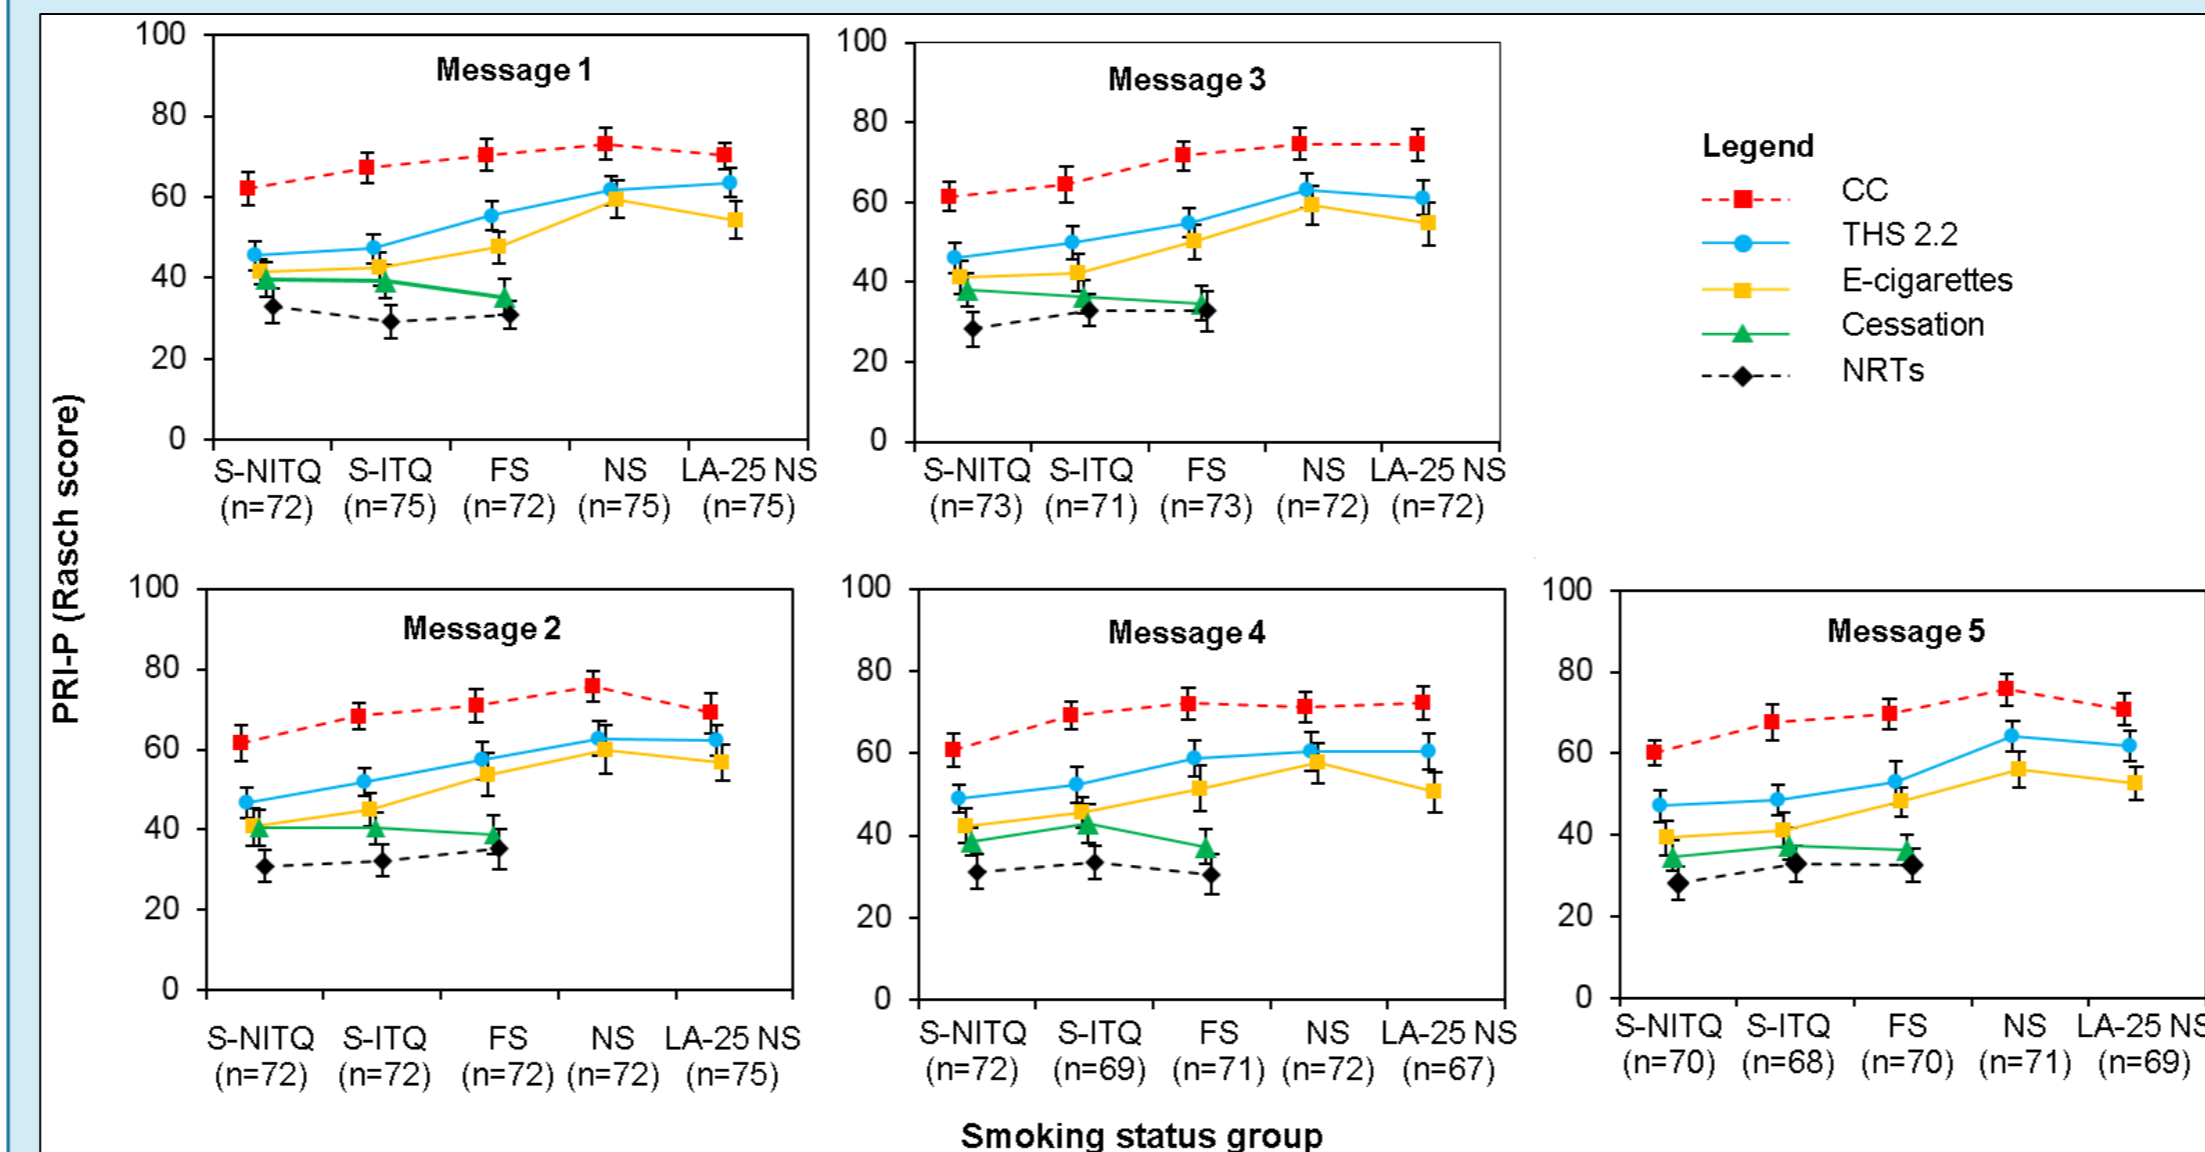 PRI-P (Rasch score)
Message 1
100
80
60
40
20
0
S-NITQ S-ITQ FS NS LA-25 NS
(n=72) (n=75) (n=72) (n=75) (n=75)
Message 3
100
80
60
40
20
0
S-NITQ S-ITQ FS NS LA-25 NS
(n=73) (n=71) (n=73) (n=72) (n=72)
Legend
CC
THS 2.2
E-cigarettes
Cessation
NRTs
Message 2
100
80
60
40
20
0
S-NITQ S-ITQ FS NS LA-25 NS
(n=72) (n=72) (n=72) (n=72) (n=75)
Message 4
100
80
60
40
20
0
S-NITQ S-ITQ FS NS LA-25 NS
(n=72) (n=69) (n=71) (n=72) (n=67)
Message 5
100
80
60
40
20
0
S-NITQ S-ITQ FS NS LA-25 NS
(n=70) (n=68) (n=70) (n=71) (n=69)
Smoking status group